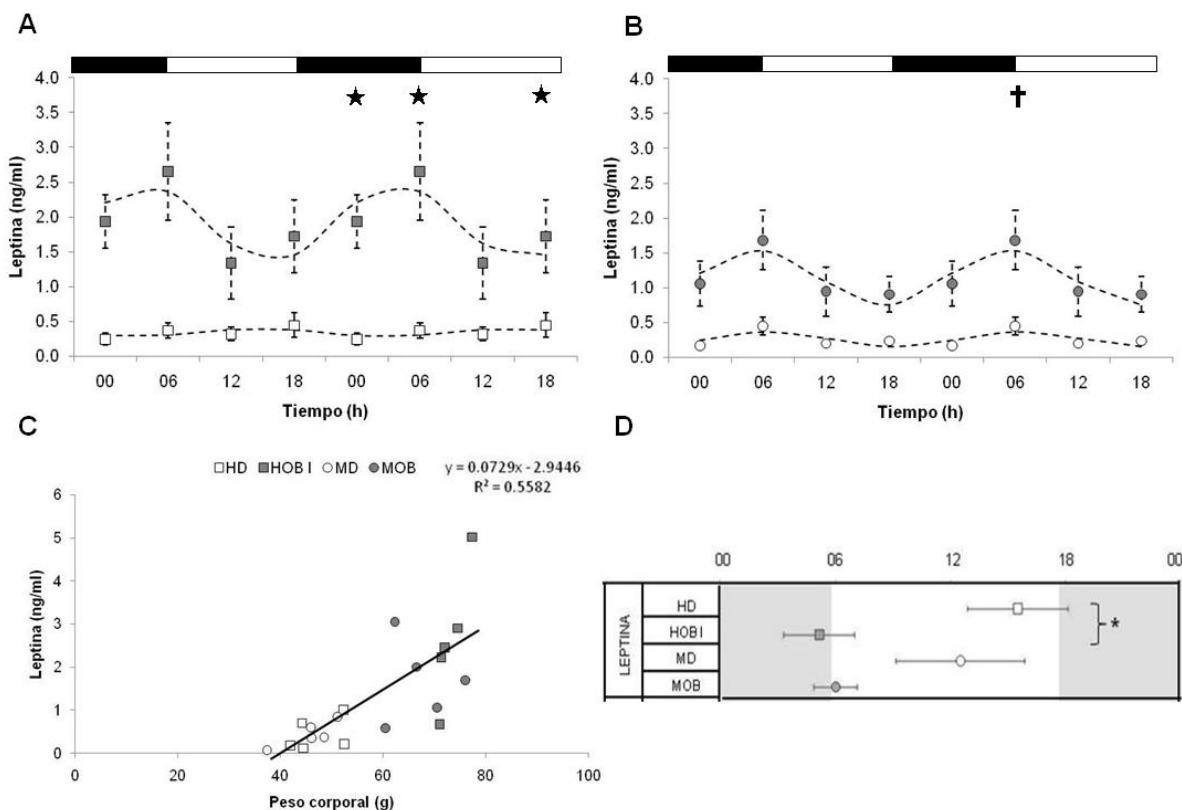 A
4.0
3.5
3.0
2.5
2.0
1.5
1.0
0.5
0.0
Leptina (ng/ml)
00 06 12 18 00 06 12 18
Tiempo (h)
B
4.0
3.5
3.0
2.5
2.0
1.5
1.0
0.5
0.0
Leptina (ng/ml)
00 06 12 18 00 06 12 18
Tiempo (h)
C
HD HOB I MD MOB
y = 0.0729x - 2.9446
R² = 0.5582
6
5
4
3
2
1
0
Leptina (ng/ml)
0 20 40 60 80 100
Peso corporal (g)
D
00 06 12 18 00
LEPTINA
HD
HOB I
MD
MOB
*